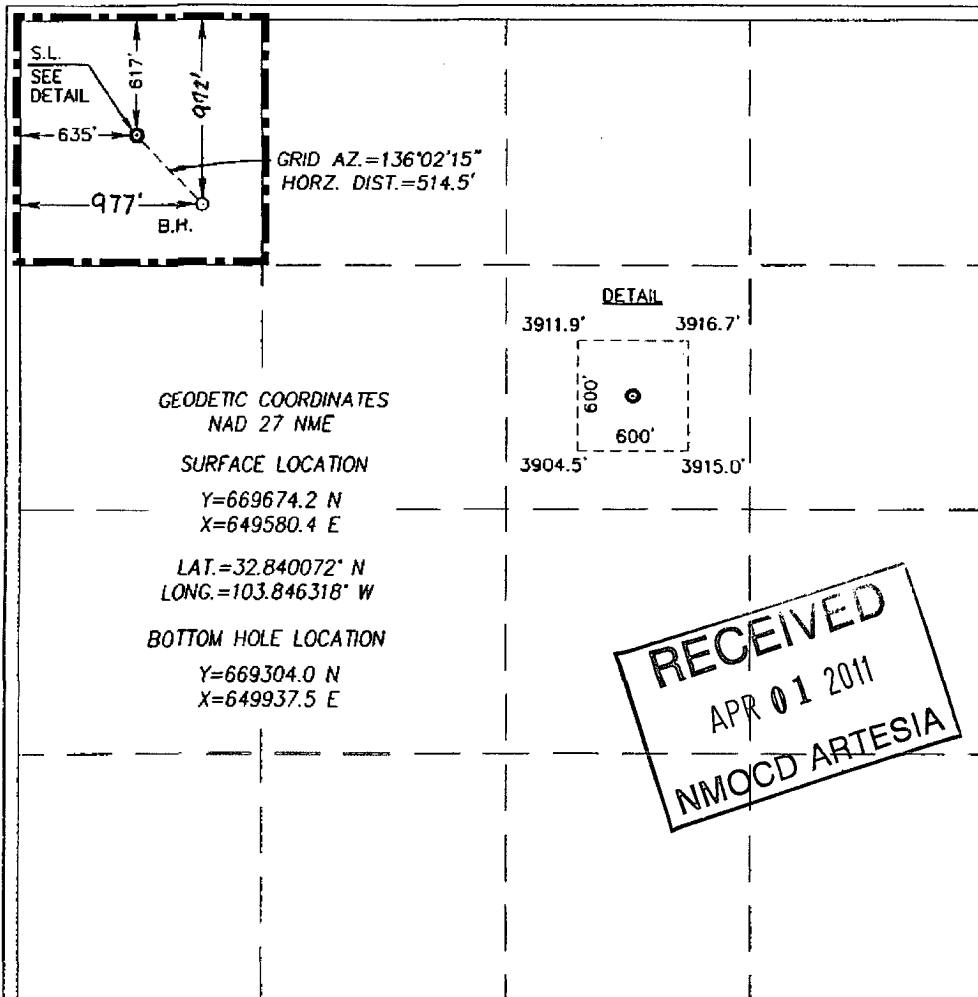 S.L.
SEE
DETAIL
617'
972'
635'
GRID AZ.=136°02'15"
HORZ. DIST.=514.5'
977'
B.H.
DETAIL
3911.9'
3916.7'
600'
600'
3904.5'
3915.0'
GEODETIC COORDINATES
NAD 27 NME
SURFACE LOCATION
Y=669674.2 N
X=649580.4 E
LAT.=32.840072° N
LONG.=103.846318° W
BOTTOM HOLE LOCATION
Y=669304.0 N
X=649937.5 E
RECEIVED
APR 01 2011
NMOCD ARTESIA